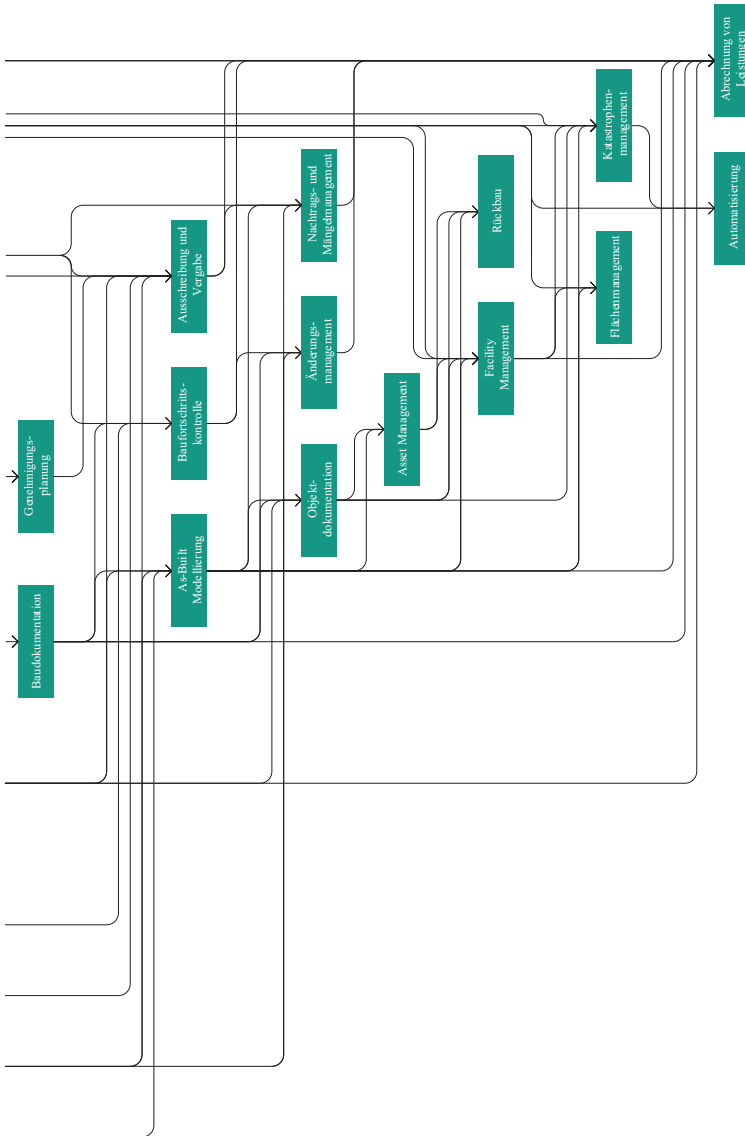 Genehmigungs-
planung
Baudokumentation
Ausschreibung und
Vergabe
Baufortschritts-
kontrolle
As-Built
Modellierung
Nachtrags- und
Mängelmanagement
Änderungs-
management
Objekt-
dokumentation
Asset Management
Rückbau
Facility
Management
Katastrophen-
management
Flächenmanagement
Abrechnung von
Leistungen
Automatisierung